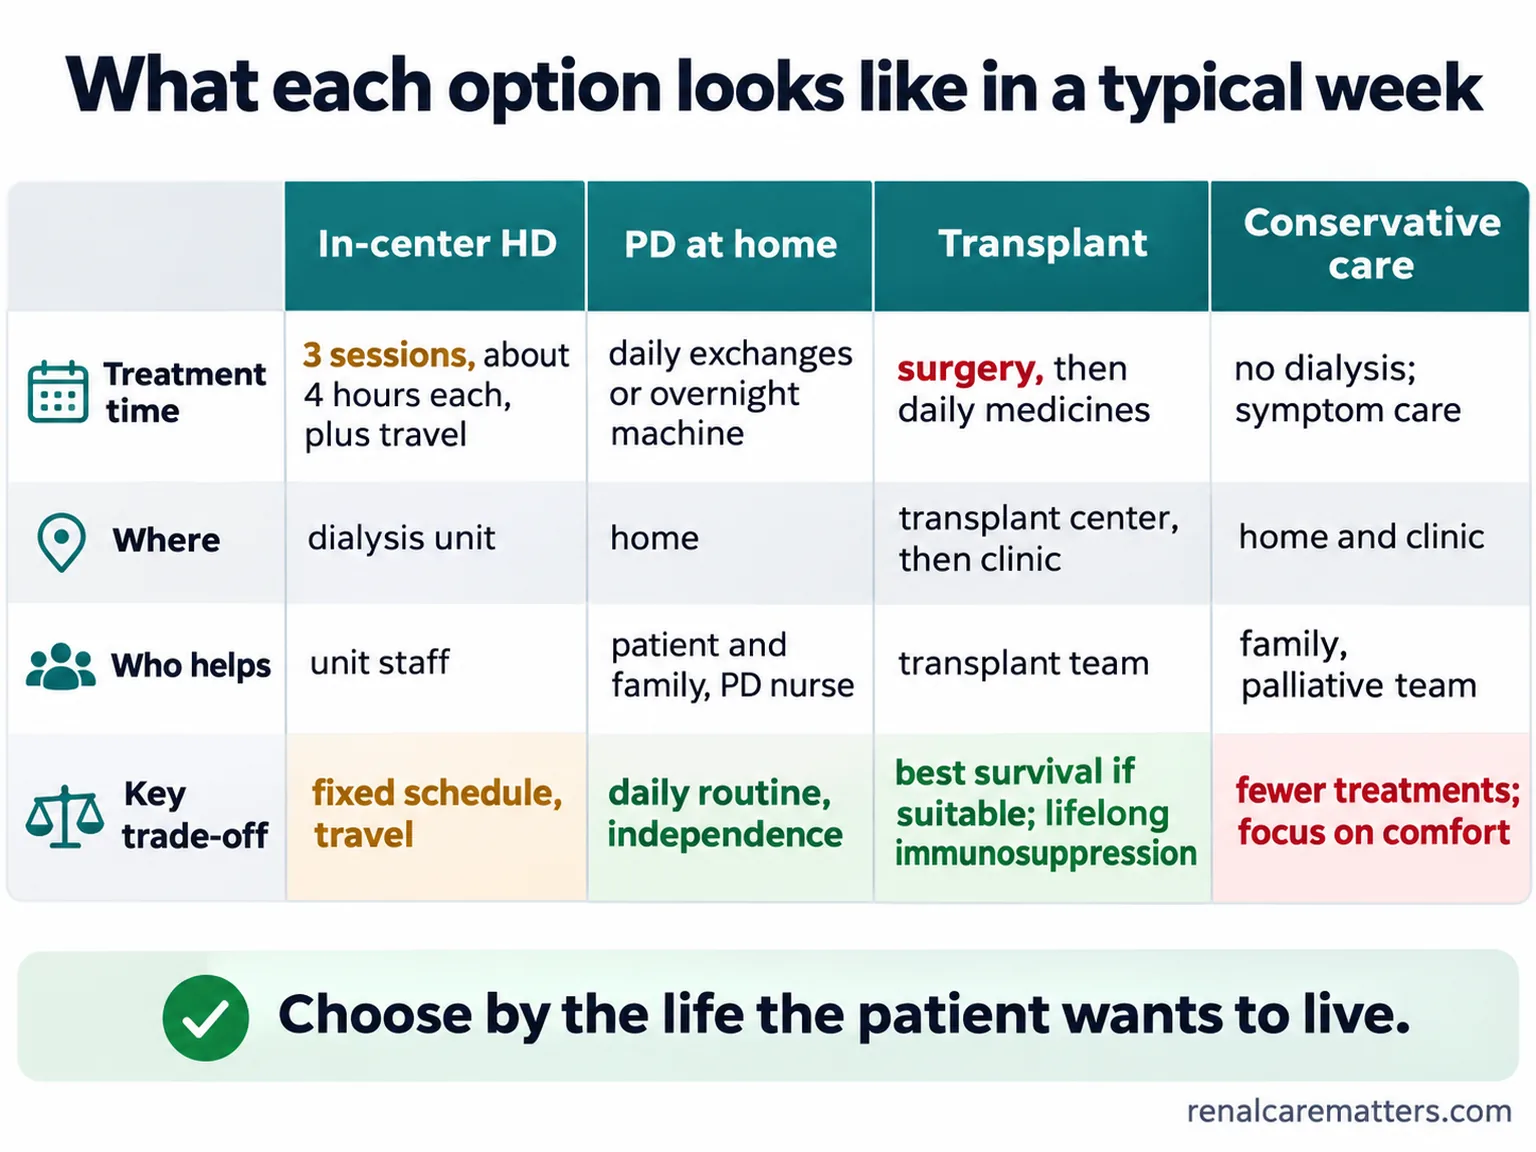 What each option looks like in a typical week
In-center HD
PD at home
Transplant
Conservative
care
Treatment
time
3 sessions, about
4 hours each,
plus travel
daily exchanges
or overnight
machine
surgery, then
daily medicines
no dialysis;
symptom care
Where
dialysis unit
home
transplant center,
then clinic
home and clinic
Who helps
unit staff
patient and
family, PD nurse
transplant team
family,
palliative team
Key
trade-off
fixed schedule,
travel
daily routine,
independence
best survival if
suitable; lifelong
immunosuppression
fewer treatments;
focus on comfort
Choose by the life the patient wants to live.
renalcarematters.com